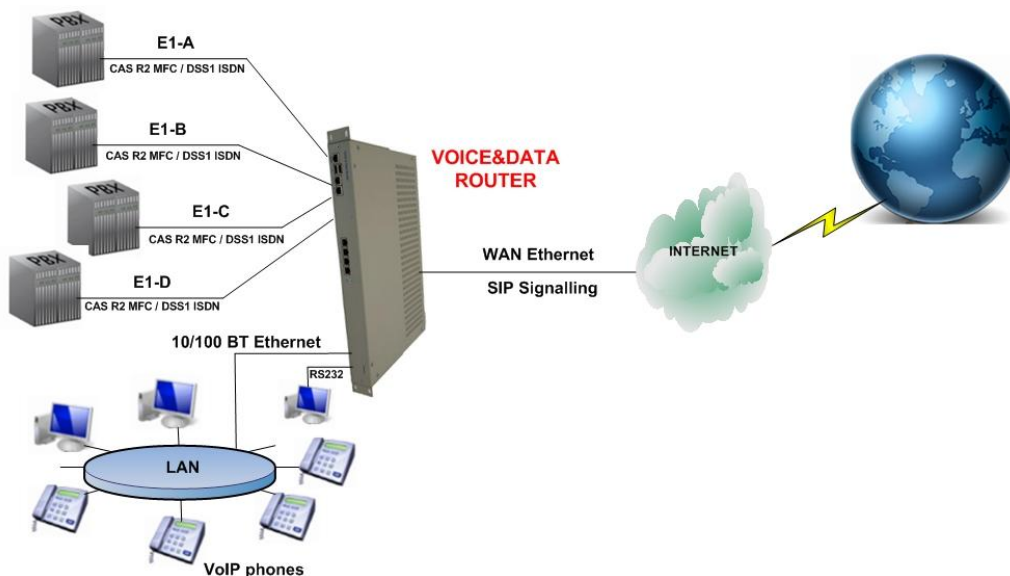 PBX
E1-A
CAS R2 MFC / DSS1 ISDN
PBX
E1-B
CAS R2 MFC / DSS1 ISDN
PBX
E1-C
CAS R2 MFC / DSS1 ISDN
PBX
E1-D
CAS R2 MFC / DSS1 ISDN
VOICE&DATA
ROUTER
WAN Ethernet
SIP Signalling
INTERNET
10/100 BT Ethernet
RS232
LAN
VoIP phones